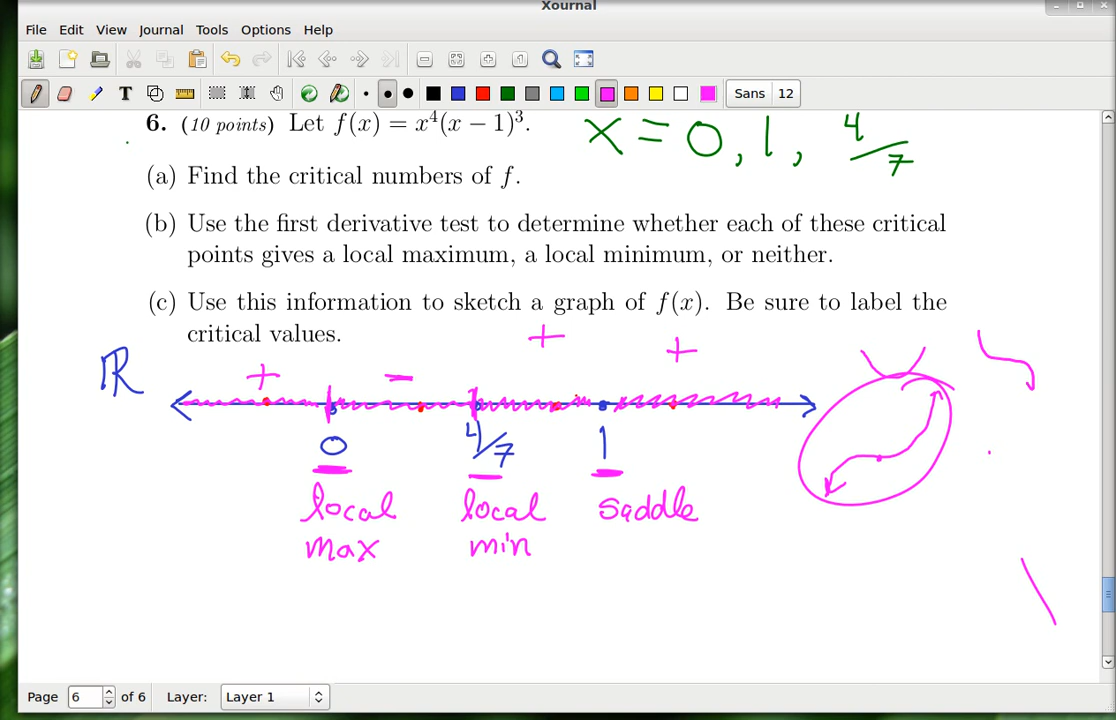 Xournal
File Edit View Journal Tools Options Help
Sans 12
6. (10 points) Let f(x) = x⁴(x − 1)³.
x = 0, 1, 4/7
(a) Find the critical numbers of f.
(b) Use the first derivative test to determine whether each of these critical
points gives a local maximum, a local minimum, or neither.
(c) Use this information to sketch a graph of f(x). Be sure to label the
critical values.
ℝ
+ − + +
0 4/7 1
local local saddle
max min
Page 6 of 6 Layer: Layer 1